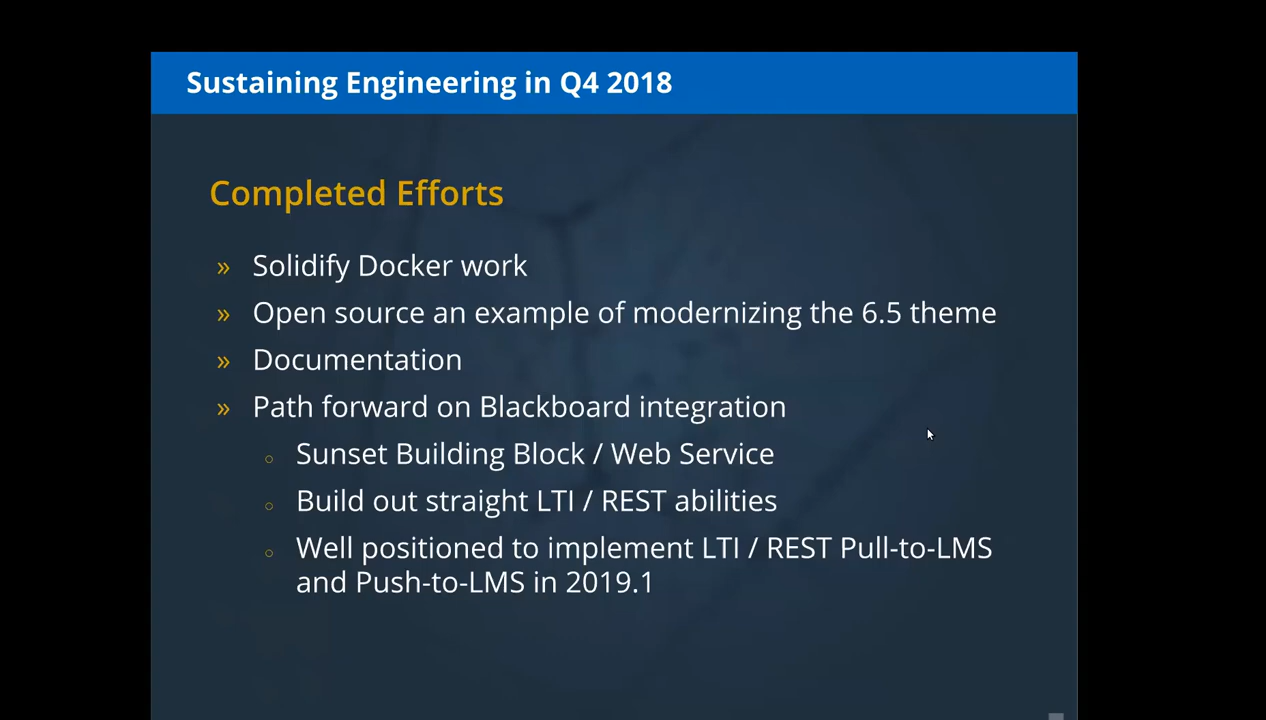 Sustaining Engineering in Q4 2018
Completed Efforts
» Solidify Docker work
» Open source an example of modernizing the 6.5 theme
» Documentation
» Path forward on Blackboard integration
○ Sunset Building Block / Web Service
○ Build out straight LTI / REST abilities
○ Well positioned to implement LTI / REST Pull-to-LMS
and Push-to-LMS in 2019.1